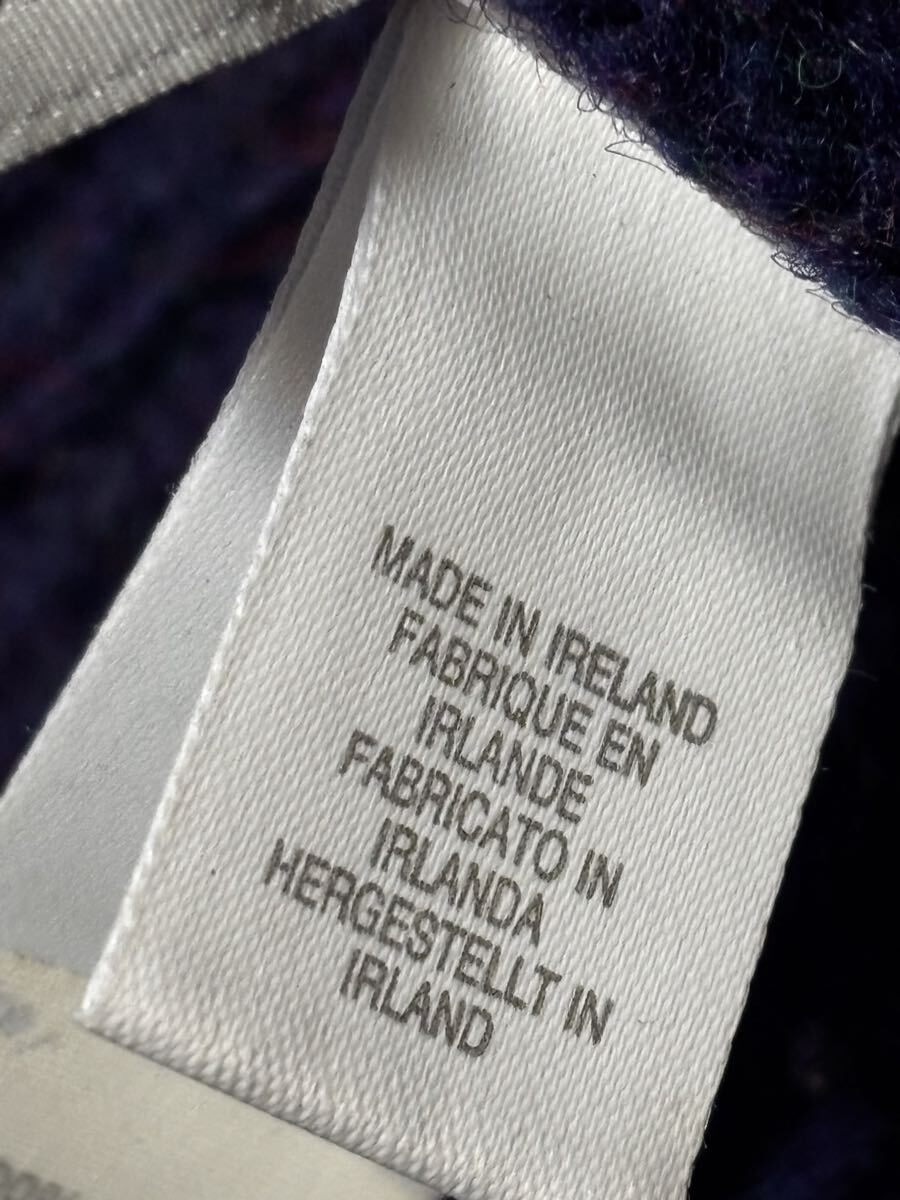 MADE IN IRELAND
FABRIQUE EN
IRLANDE
FABRICATO IN
IRLANDA
HERGESTELLT IN
IRLAND